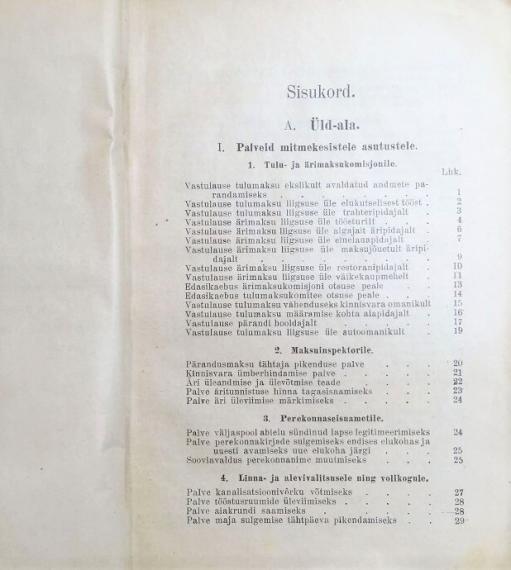 Sisukord.
A. Üld-ala.
I. Palveid mitmekesistele asutustele.
1. Tulu- ja ärimaksukomisjonile.
Lhk.
Vastulause tulumaksu ekslikult avaldatud andmete pa-
randamiseks . . . . . . . . 1
Vastulause tulumaksu liigsuse üle elukutselisest tööst . 2
Vastulause tulumaksu liigsuse üle trahteripidajalt . 3
Vastulause ärimaksu liigsuse üle töösturilt . . . 4
Vastulause ärimaksu liigsuse üle algajalt äripidajalt . 6
Vastulause ärimaksu liigsuse üle einelauapidajalt . 7
Vastulause ärimaksu liigsuse üle maksujõuetult äripi-
dajalt . . . . . . . . 9
Vastulause ärimaksu liigsuse üle restoranipidajalt . 10
Vastulause ärimaksu liigsuse üle väikekaupmehelt . 11
Edasikaebus ärimaksukomisjoni otsuse peale . . 13
Edasikaebus tulumaksukomitee otsuse peale . . 14
Vastulause tulumaksu vähenduseks kinnisvara omanikult 15
Vastulause tulumaksu määramise kohta alapidajalt . 16
Vastulause pärandi hooldajalt . . . . . 17
Vastulause ärimaksu liigsuse üle autoomanikult . . 19
2. Maksuinspektorile.
Pärandusmaksu tähtaja pikenduse palve . . . 20
Kinnisvara ümberhindamise palve . . . . . 21
Äri üleandmise ja ülevõtmise teade . . . . 22
Palve äritunnistuse hinna tagasisaamiseks . . . 23
Palve äri üleviimise märkimiseks . . . . . 24
3. Perekonnaseisuametile.
Palve väljaspool abielu sündinud lapse legitimeerimiseks 24
Palve perekonnakirjade sulgemiseks endises elukohas ja
uuesti avamiseks uue elukoha järgi . . . 25
Sooviavaldus perekonnanime muutmiseks . . . 25
4. Linna- ja alevivalitsusele ning volikogule.
Palve kanalisatsioonivõrku võtmiseks . . . . 27
Palve tööstusruumide üleviimiseks . . . . 28
Palve aiakrundi saamiseks . . . . . 28
Palve maja sulgemise tähtpäeva pikendamiseks . . 29